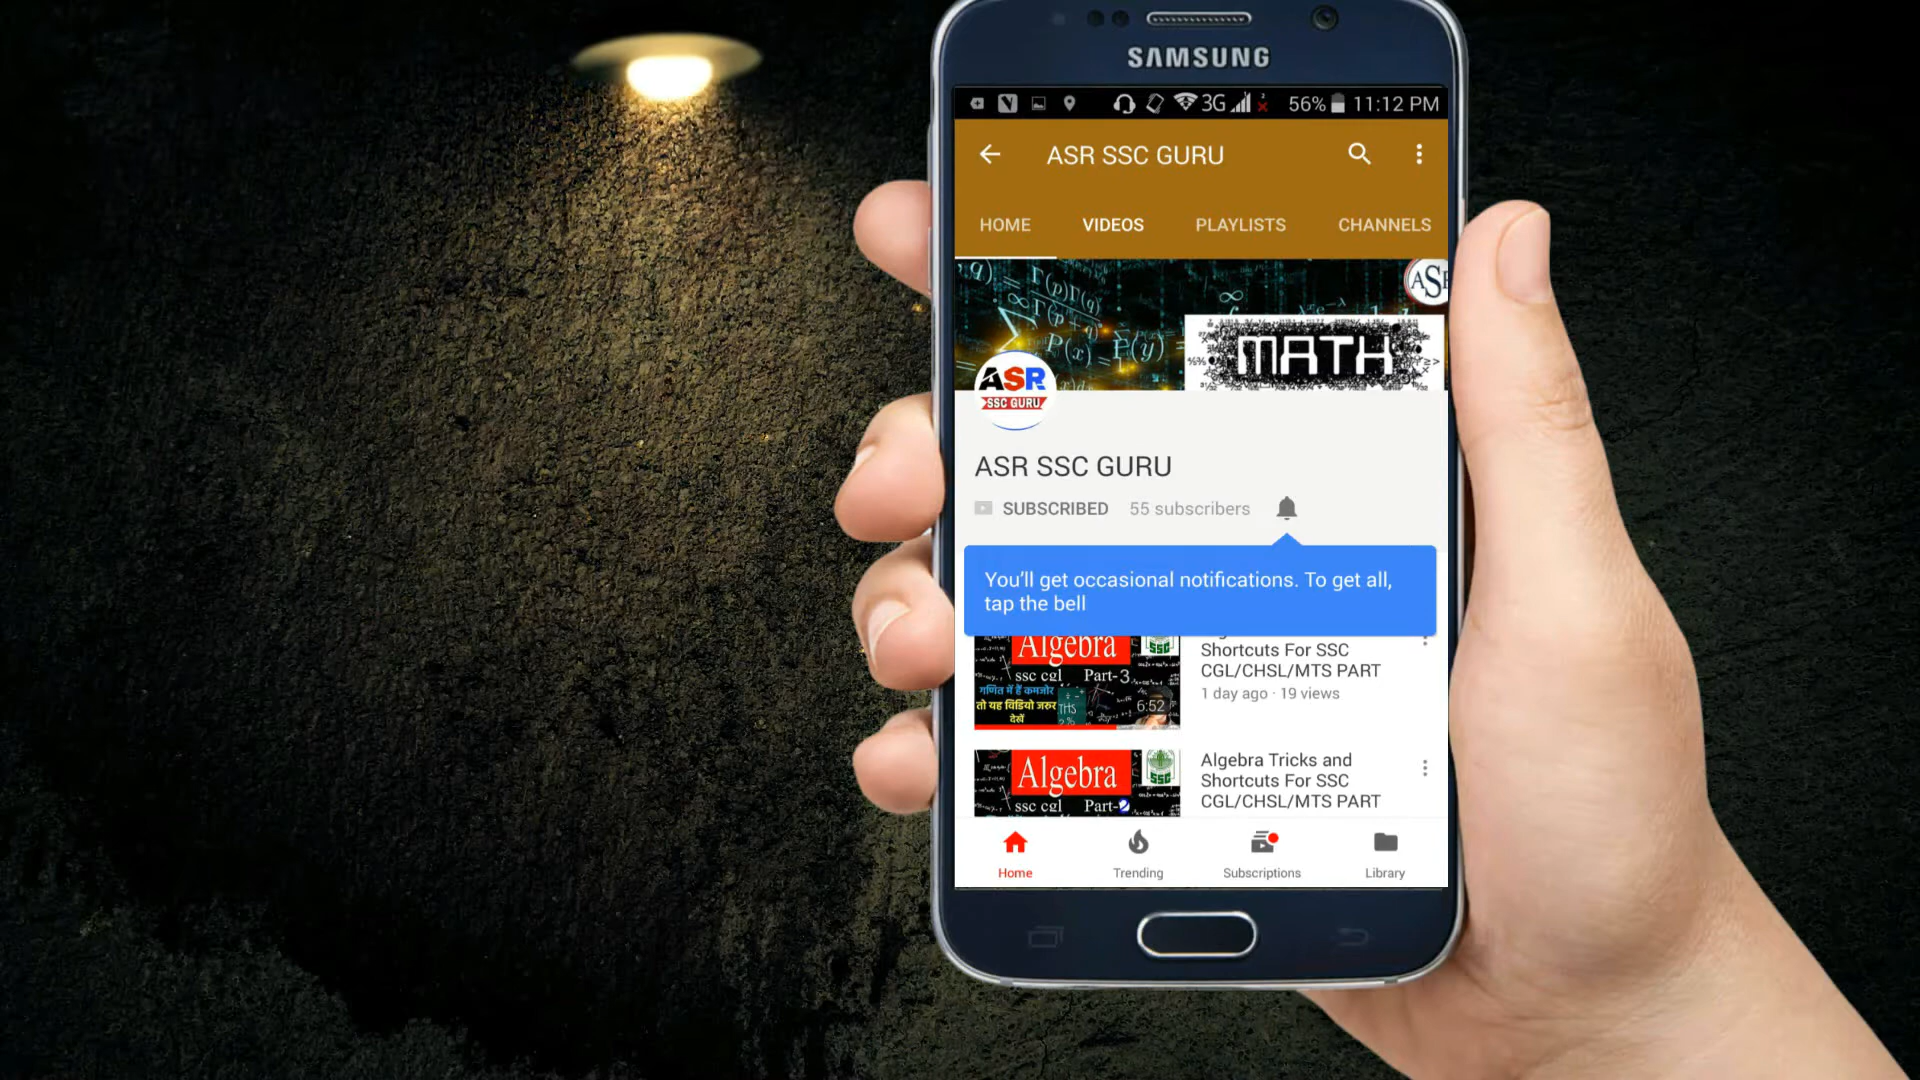 SAMSUNG
3G 56% 11:12 PM
ASR SSC GURU
HOME VIDEOS PLAYLISTS CHANNELS
ASR
MATH
ASR
SSC GURU
ASR SSC GURU
SUBSCRIBED 55 subscribers
You'll get occasional notifications. To get all,
tap the bell
Algebra
SSC
ssc cgl Part-3
गणित में हैं कमजोर
तो यह विडियो जरुर
देखें
6:52
Shortcuts For SSC
CGL/CHSL/MTS PART
1 day ago · 19 views
Algebra
SSC
ssc cgl Part-2
Algebra Tricks and
Shortcuts For SSC
CGL/CHSL/MTS PART
Home Trending Subscriptions Library